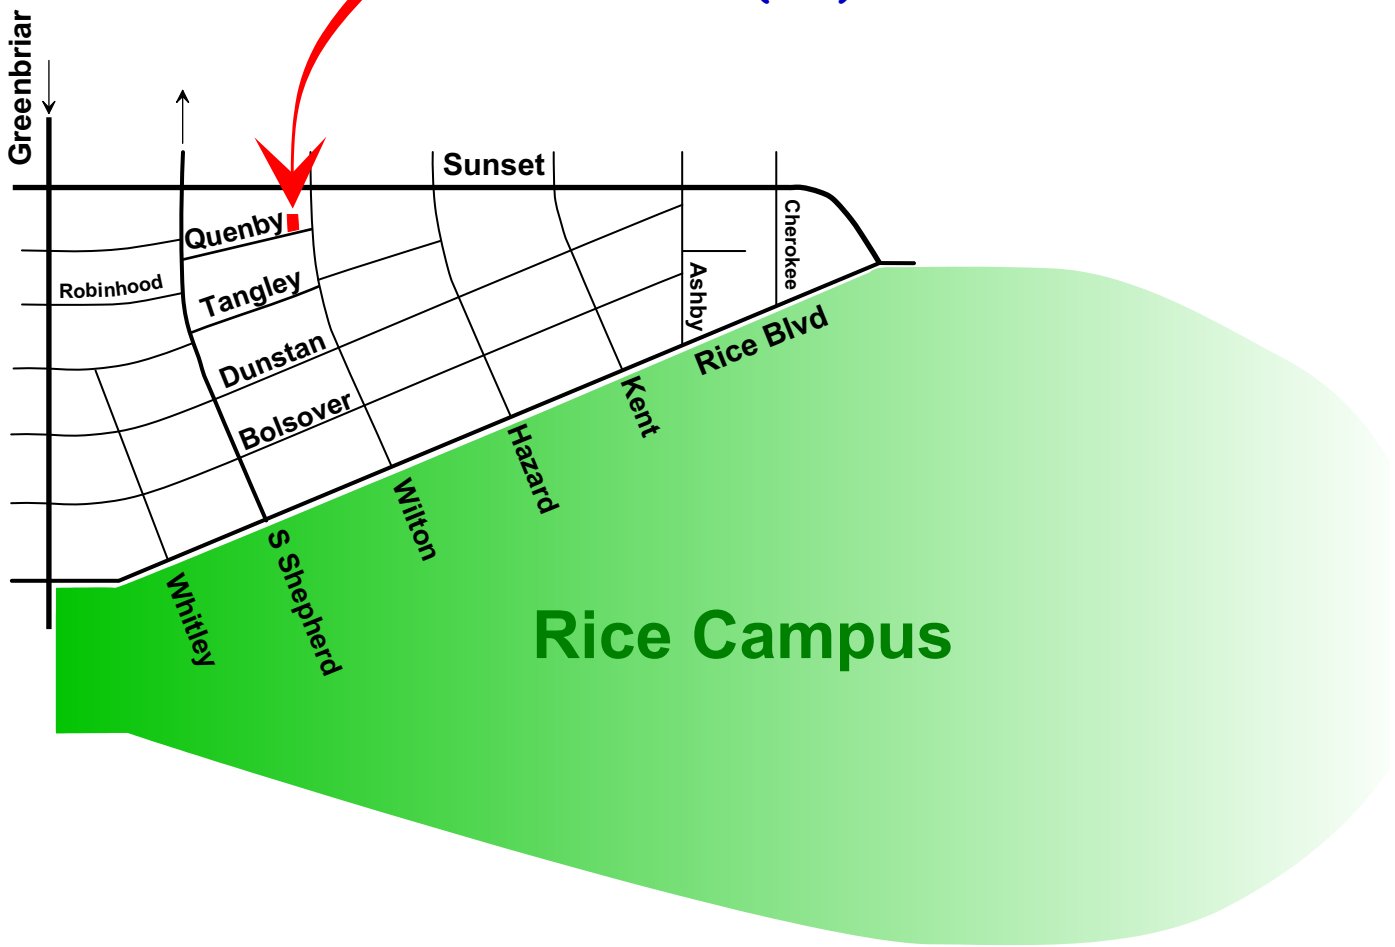 Greenbriar
Sunset
Quenby
Cherokee
Robinhood
Tangley
Ashby
Dunstan
Rice Blvd
Bolsover
Kent
Hazard
Wilton
S Shepherd
Whitley
Rice Campus